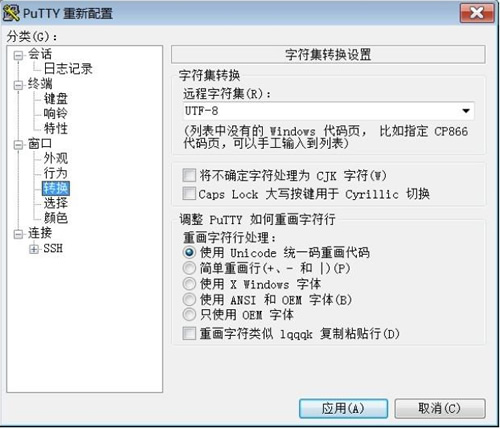 PuTTY 重新配置
分类(G):
会话
日志记录
终端
键盘
响铃
特性
窗口
外观
行为
转换
选择
颜色
连接
SSH
字符集转换设置
字符集转换
远程字符集(R):
UTF-8
(列表中没有的 Windows 代码页, 比如指定 CP866
代码页,可以手工输入到列表)
将不确定字符处理为 CJK 字符(W)
Caps Lock 大写按键用于 Cyrillic 切换
调整 PuTTY 如何重画字符行
重画字符行处理:
使用 Unicode 统一码重画代码
简单重画行(+、- 和 |)(P)
使用 X Windows 字体
使用 ANSI 和 OEM 字体(B)
只使用 OEM 字体
重画字符类似 lqqqk 复制粘贴行(D)
应用(A)
取消(C)